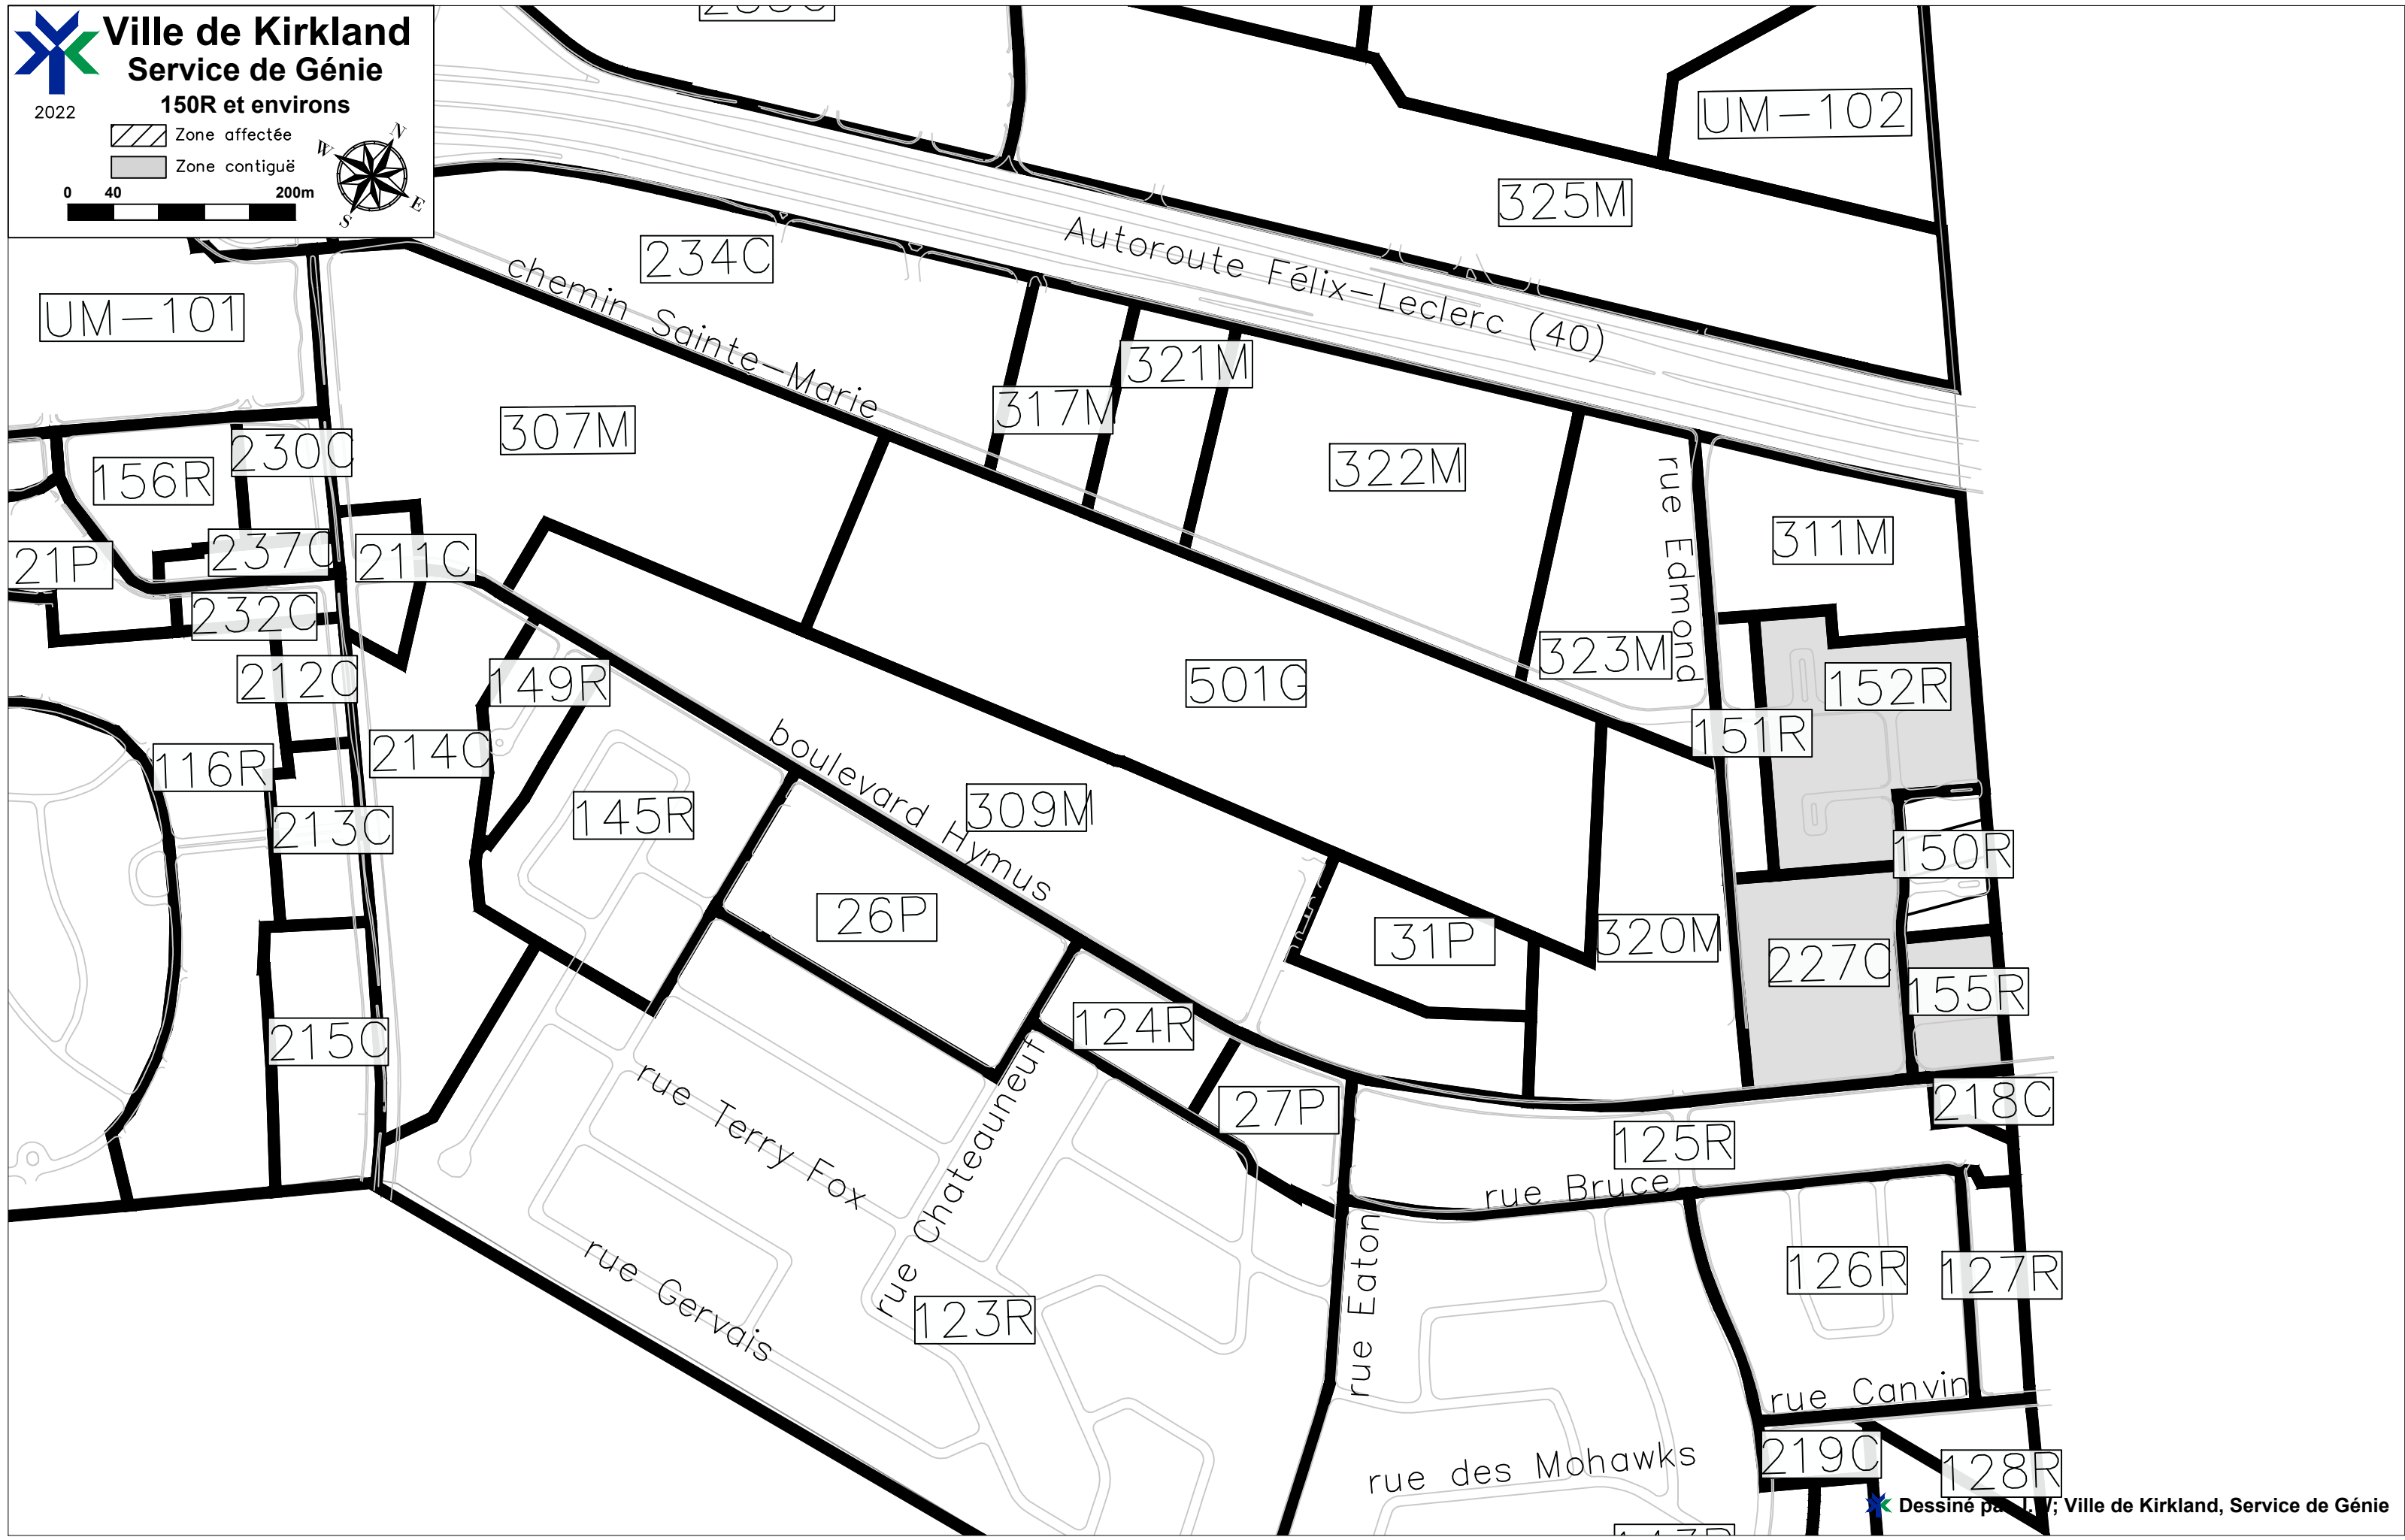 Ville de Kirkland
Service de Génie
2022
150R et environs
Zone affectée
Zone contiguë
0 40 200m
N
W
E
S
UM-102
325M
234C
Autoroute Félix-Leclerc (40)
chemin Sainte-Marie
UM-101
321M
317M
307M
230C
156R
322M
rue Edmond
311M
237C
211C
21P
232C
323M
212C
149R
501G
152R
151R
214C
116R
boulevard Hymus
145R
309M
213C
150R
26P
31P
320M
227C
155R
215C
124R
27P
218C
rue Terry Fox
rue Chateauneuf
125R
rue Bruce
rue Eaton
126R
127R
rue Gervais
123R
rue Canvin
219C
rue des Mohawks
128R
Dessiné ; Ville de Kirkland, Service de Génie